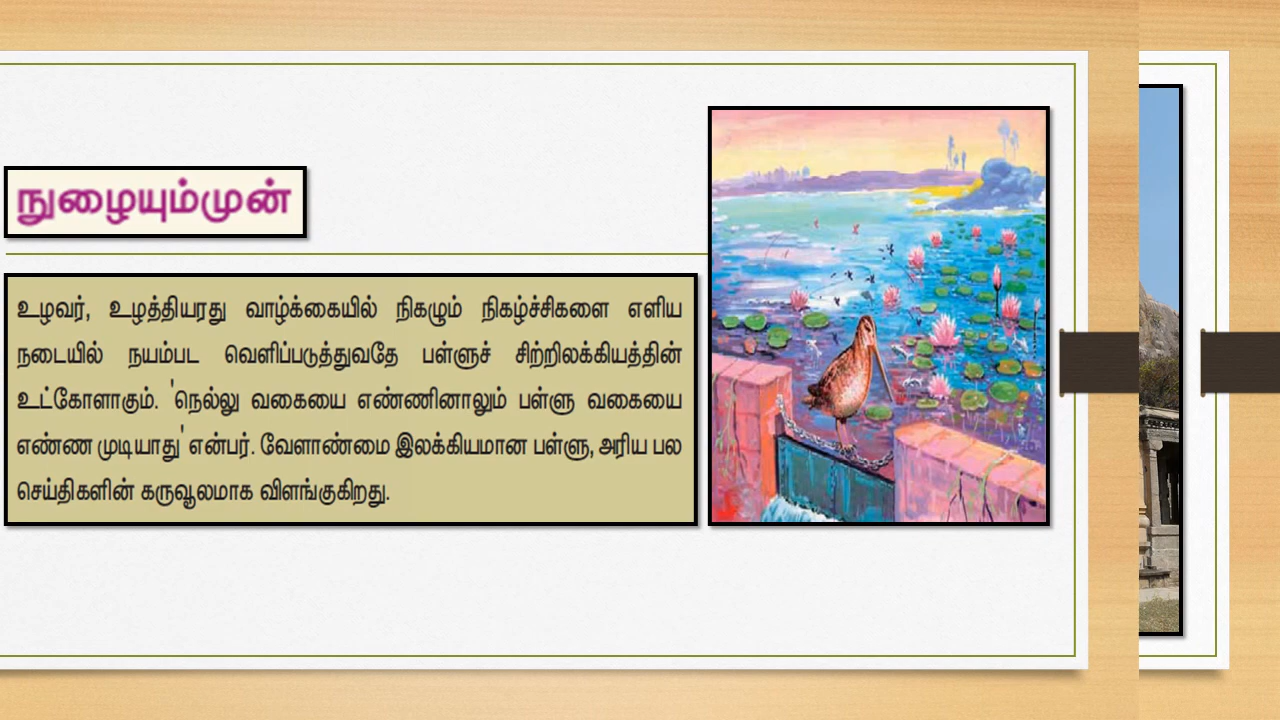 நுழையும்முன்
உழவர், உழத்தியரது வாழ்க்கையில் நிகழும் நிகழ்ச்சிகளை எளிய
நடையில் நயம்பட வெளிப்படுத்துவதே பள்ளுச் சிற்றிலக்கியத்தின்
உட்கோளாகும். 'நெல்லு வகையை எண்ணினாலும் பள்ளு வகையை
எண்ண முடியாது' என்பர். வேளாண்மை இலக்கியமான பள்ளு, அரிய பல
செய்திகளின் கருவூலமாக விளங்குகிறது.